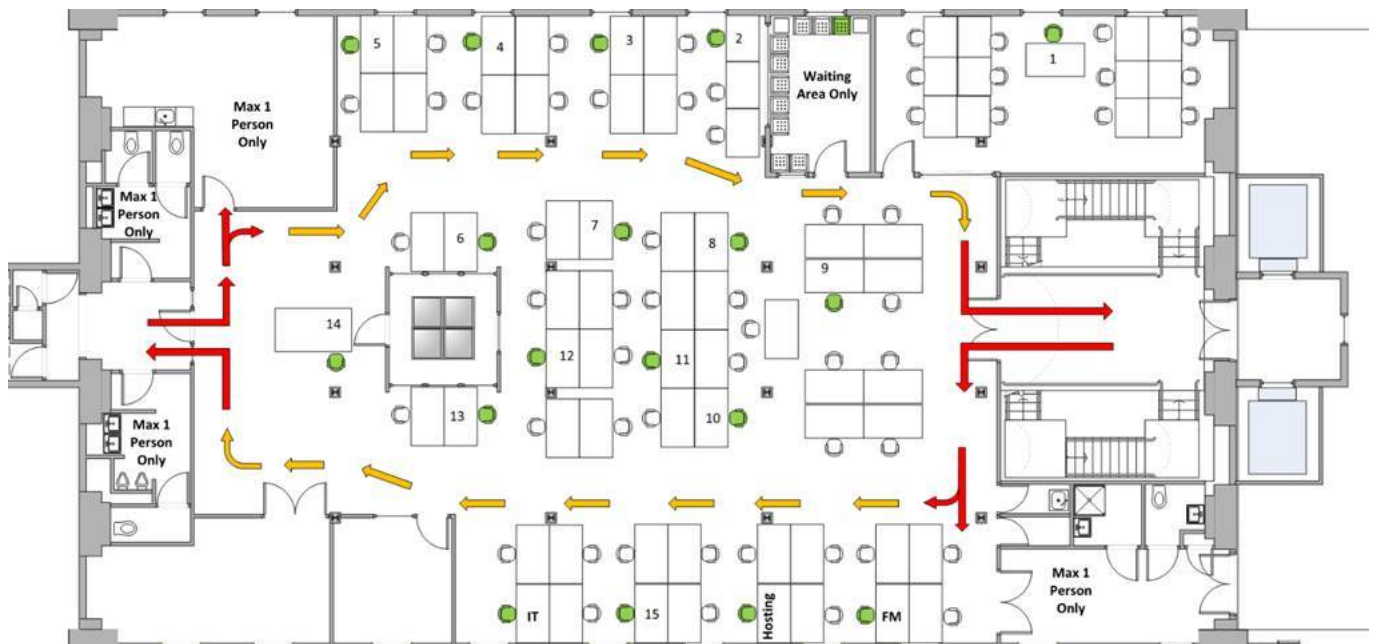 5
4
3
2
Waiting
Area Only
1
Max 1
Person
Only
Max 1
Person
Only
6
7
8
9
14
12
11
13
10
Max 1
Person
Only
IT
15
Hosting
FM
Max 1
Person
Only